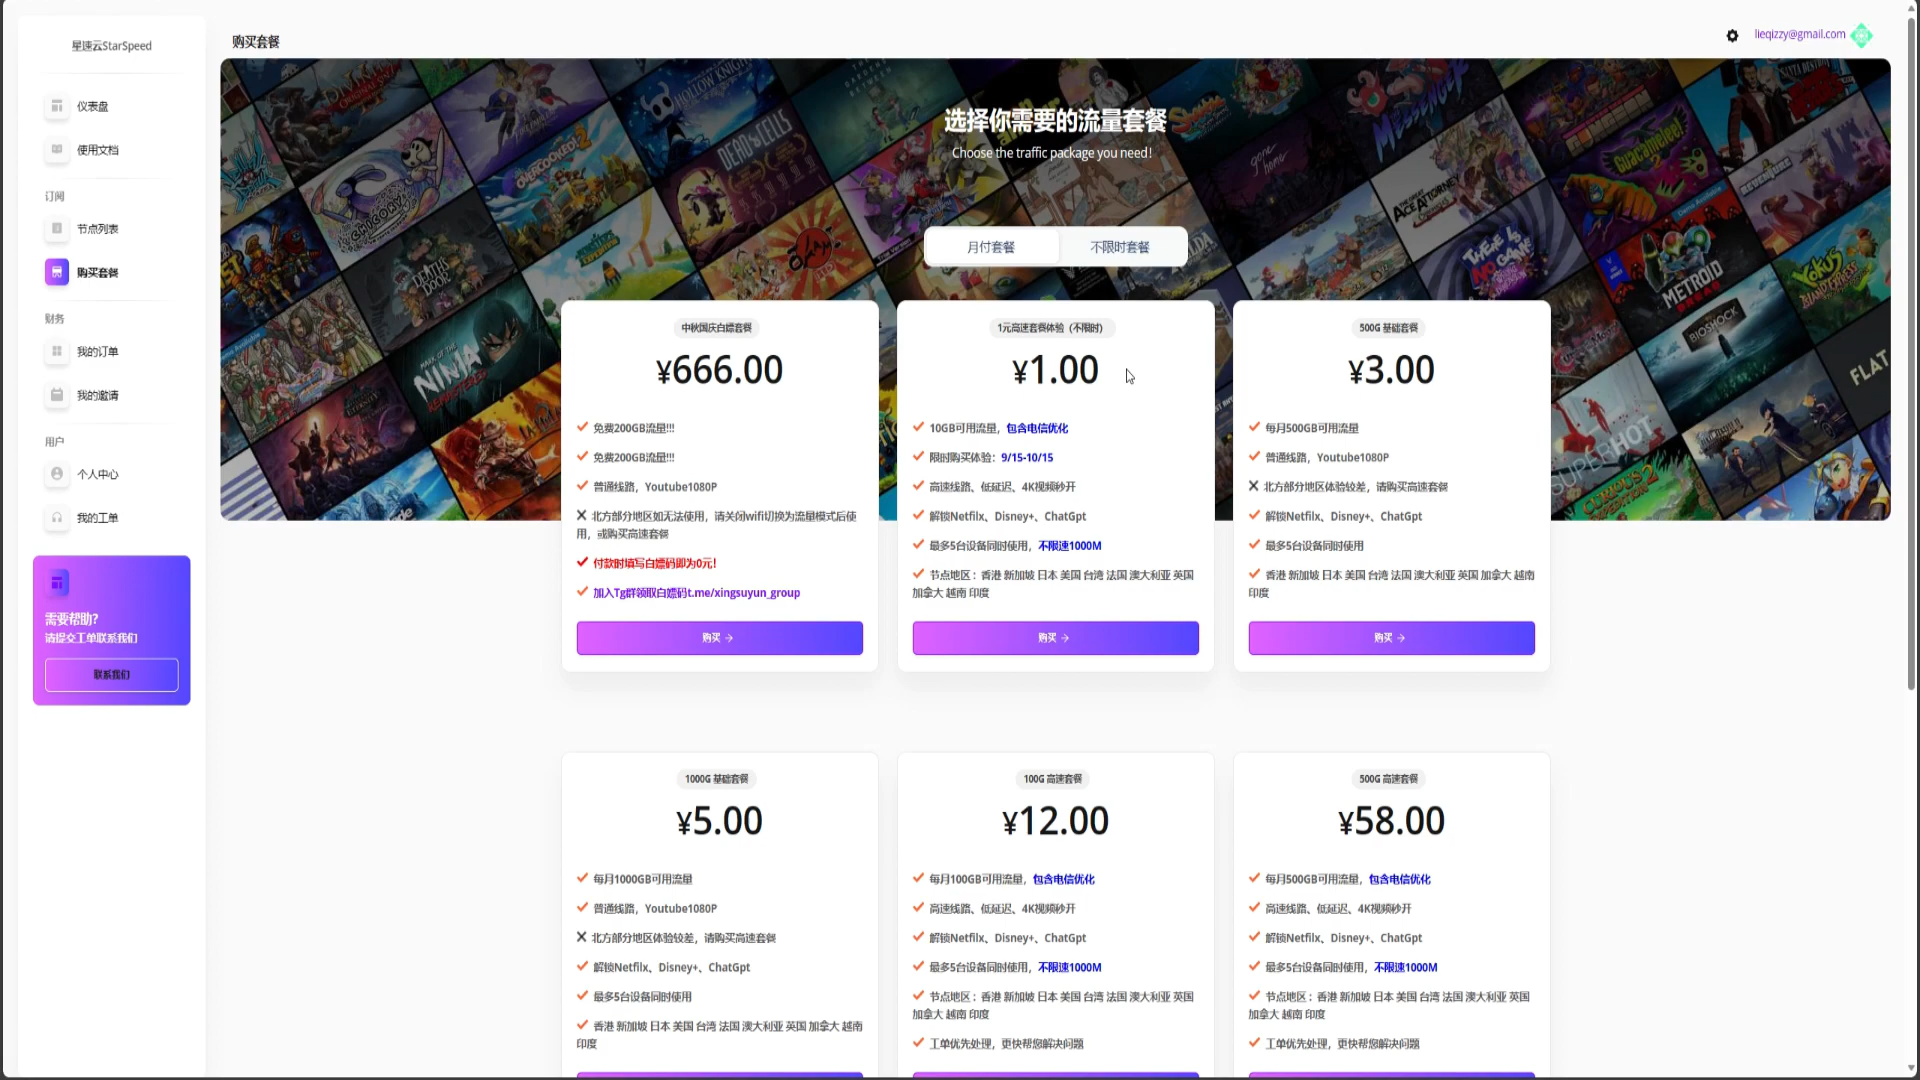 星速云StarSpeed
仪表盘
使用文档
订阅
节点列表
购买套餐
财务
我的订单
我的邀请
用户
个人中心
我的工单
需要帮助?
请提交工单联系我们
联系我们
购买套餐
lieqizzy@gmail.com
选择你需要的流量套餐
Choose the traffic package you need!
月付套餐
不限时套餐
HOLLOW KNIGHT
DEAD CELLS
OVERCOOKED! 2
CHICORY
DEATH'S DOOR
MARK OF THE
NINJA
REMASTERED
OKAMI
gone home
THE GREAT
ACE ATTORNEY
CHRONICLES
THERE IS NO GAME
Guacamelee! 2
METROID
BIOSHOCK
YOKU'S
FLAT
SUPERHOT
CURIOUS EXPEDITION 2
中秋国庆白嫖套餐
¥666.00
免费200GB流量!!!
免费200GB流量!!!
普通线路，Youtube1080P
北方部分地区如无法使用，请关闭wifi切换为流量模式后使
用，或购买高速套餐
付款时填写白嫖码即为0元！
加入Tg群领取白嫖码t.me/xingsuyun_group
购买 →
1元高速套餐体验（不限时）
¥1.00
10GB可用流量，包含电信优化
限时购买体验：9/15-10/15
高速线路、低延迟、4K视频秒开
解锁Netfilx、Disney+、ChatGpt
最多5台设备同时使用，不限速1000M
节点地区：香港 新加坡 日本 美国 台湾 法国 澳大利亚 英国
加拿大 越南 印度
购买 →
500G 基础套餐
¥3.00
每月500GB可用流量
普通线路，Youtube1080P
北方部分地区体验较差，请购买高速套餐
解锁Netfilx、Disney+、ChatGpt
最多5台设备同时使用
香港 新加坡 日本 美国 台湾 法国 澳大利亚 英国 加拿大 越南
印度
购买 →
1000G 基础套餐
¥5.00
每月1000GB可用流量
普通线路，Youtube1080P
北方部分地区体验较差，请购买高速套餐
解锁Netfilx、Disney+、ChatGpt
最多5台设备同时使用
香港 新加坡 日本 美国 台湾 法国 澳大利亚 英国 加拿大 越南
印度
100G 高速套餐
¥12.00
每月100GB可用流量，包含电信优化
高速线路、低延迟、4K视频秒开
解锁Netfilx、Disney+、ChatGpt
最多5台设备同时使用，不限速1000M
节点地区：香港 新加坡 日本 美国 台湾 法国 澳大利亚 英国
加拿大 越南 印度
工单优先处理，更快帮您解决问题
500G 高速套餐
¥58.00
每月500GB可用流量，包含电信优化
高速线路、低延迟、4K视频秒开
解锁Netfilx、Disney+、ChatGpt
最多5台设备同时使用，不限速1000M
节点地区：香港 新加坡 日本 美国 台湾 法国 澳大利亚 英国
加拿大 越南 印度
工单优先处理，更快帮您解决问题